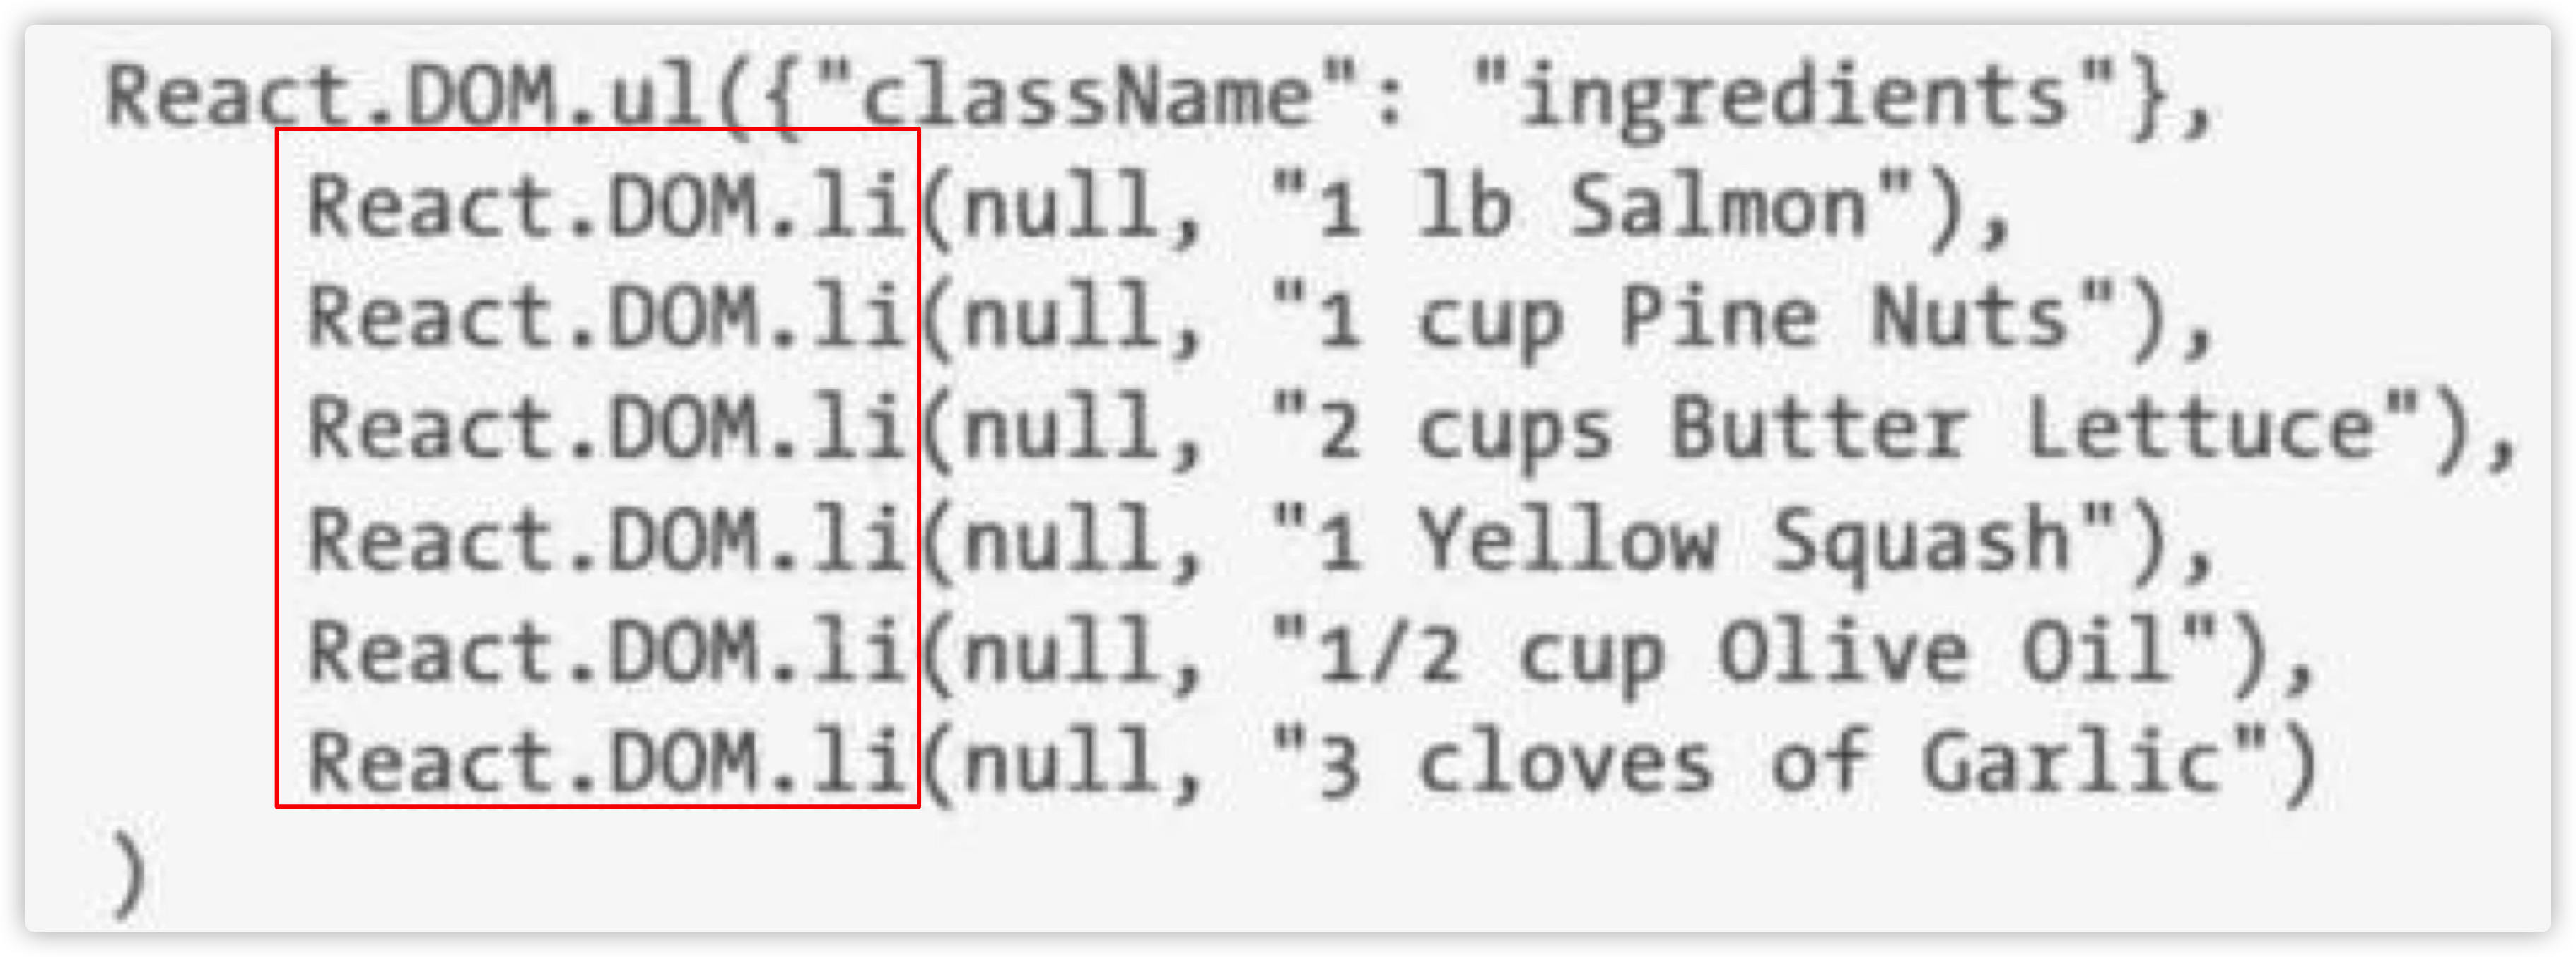 React.DOM.ul({"className": "ingredients"},
React.DOM.li(null, "1 lb Salmon"),
React.DOM.li(null, "1 cup Pine Nuts"),
React.DOM.li(null, "2 cups Butter Lettuce"),
React.DOM.li(null, "1 Yellow Squash"),
React.DOM.li(null, "1/2 cup Olive Oil"),
React.DOM.li(null, "3 cloves of Garlic")
)